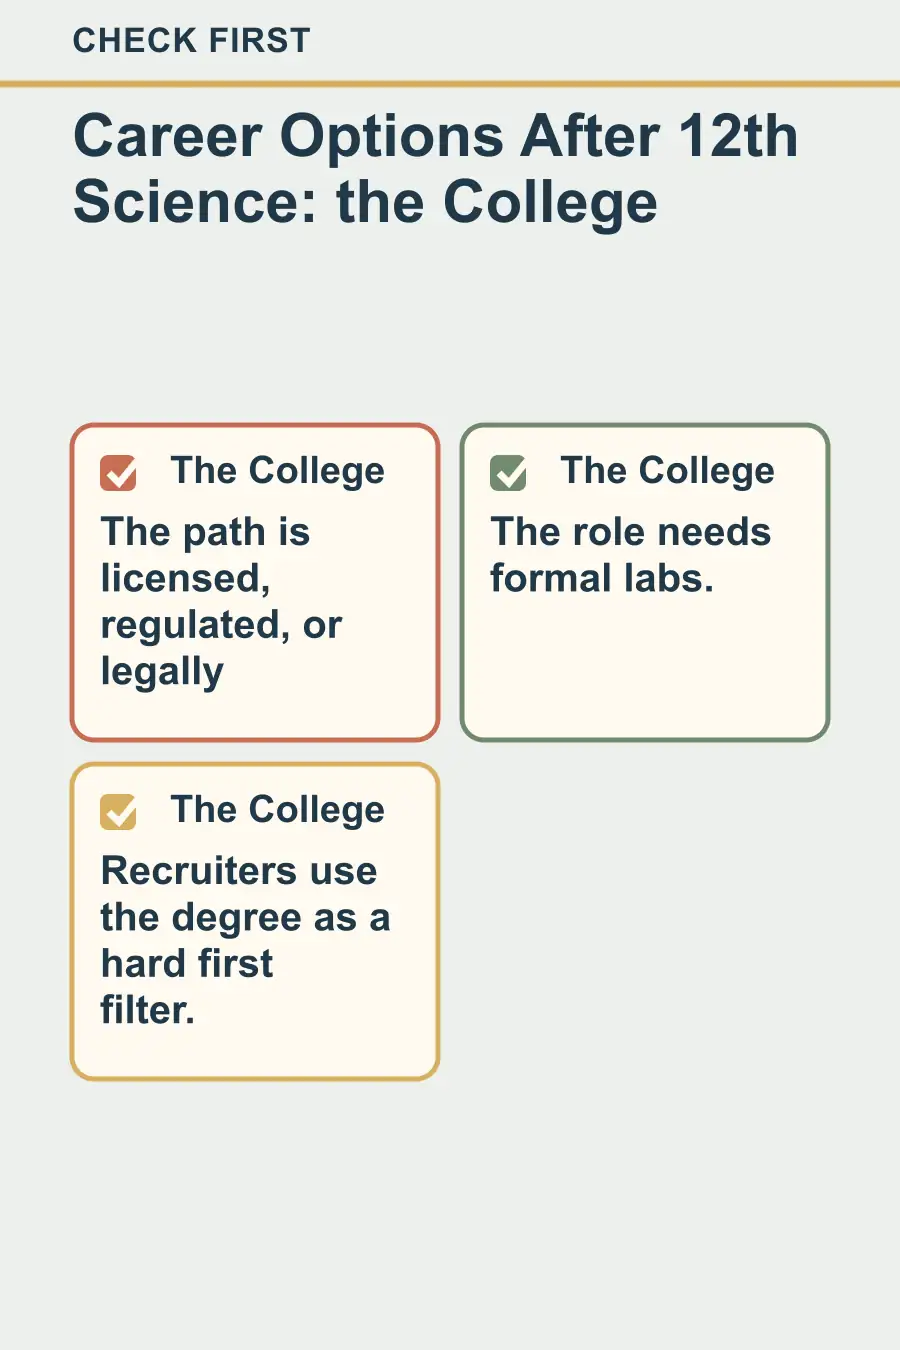 CHECK FIRST
Career Options After 12th
Science: the College
The College
The path is
licensed,
regulated, or
legally
The College
The role needs
formal labs.
The College
Recruiters use
the degree as a
hard first
filter.